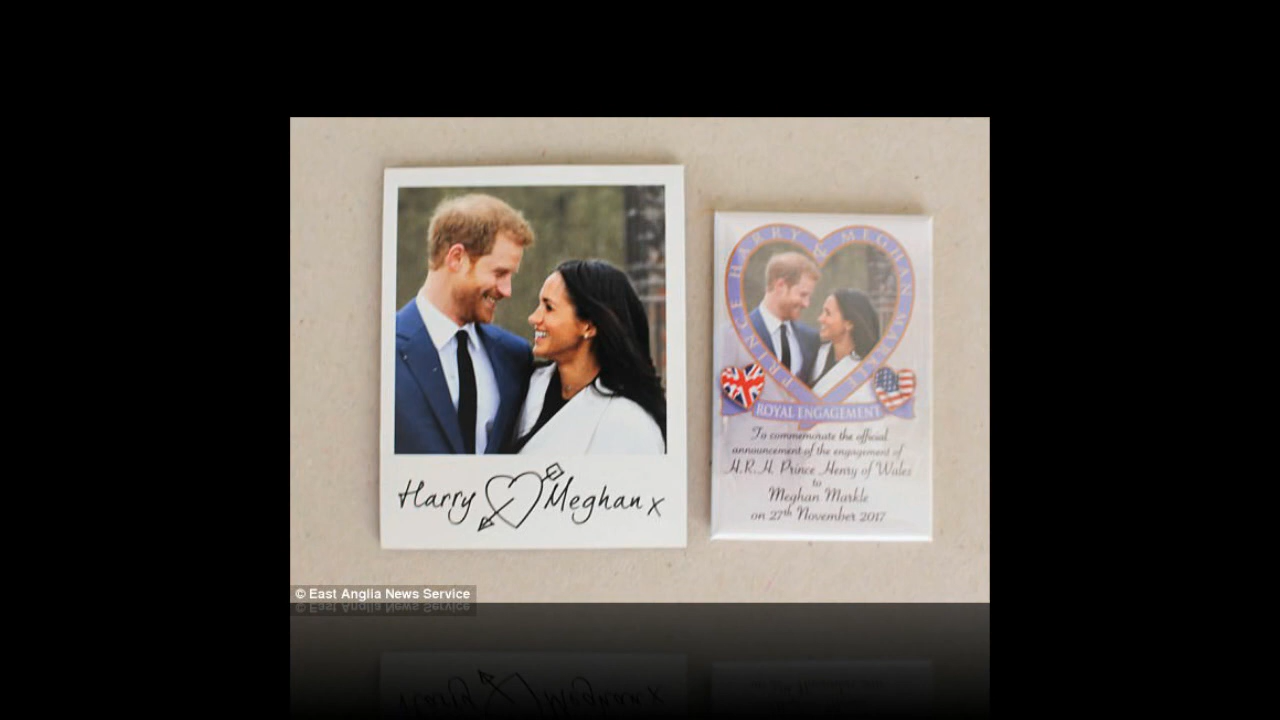 Harry Meghan x
PRINCE HARRY & MEGHAN MARKLE
ROYAL ENGAGEMENT
To commemorate the official
announcement of the engagement of
H.R.H. Prince Henry of Wales
to
Meghan Markle
on 27th November 2017
© East Anglia News Service